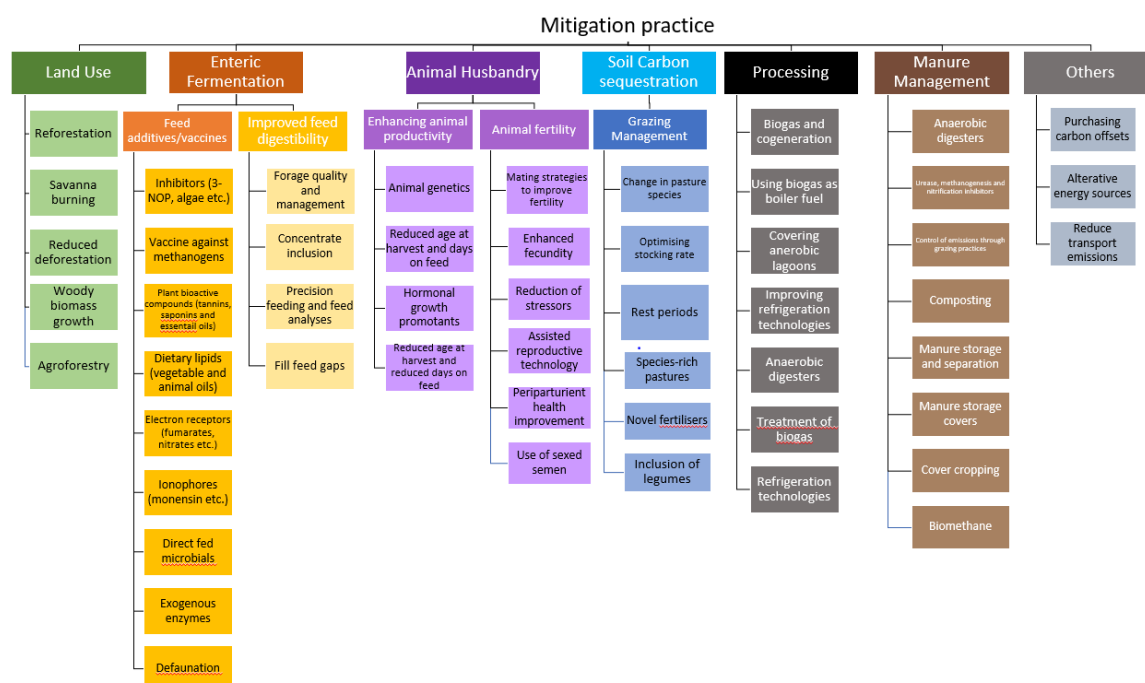 Mitigation practice
Land Use
Reforestation
Savanna
burning
Reduced
deforestation
Woody
biomass
growth
Agroforestry
Enteric
Fermentation
Feed
additives/vaccines
Inhibitors (3-
NOP, algae etc.)
Vaccine against
methanogens
Plant bioactive
compounds (tannins,
saponins and
essentail oils)
Dietary lipids
(vegetable and
animal oils)
Electron receptors
(fumarates,
nitrates etc.)
Ionophores
(monensin etc.)
Direct fed
microbials
Exogenous
enzymes
Defaunation
Improved feed
digestibility
Forage quality
and
management
Concentrate
inclusion
Precision
feeding and feed
analyses
Fill feed gaps
Animal Husbandry
Enhancing animal
productivity
Animal genetics
Reduced age at
harvest and days
on feed
Hormonal
growth
promotants
Reduced age at
harvest and
reduced days on
feed
Animal fertility
Mating strategies
to improve
fertility
Enhanced
fecundity
Reduction of
stressors
Assisted
reproductive
technology
Periparturient
health
improvement
Use of sexed
semen
Soil Carbon
sequestration
Grazing
Management
Change in pasture
species
Optimising
stocking rate
Rest periods
Species-rich
pastures
Novel fertilisers
Inclusion of
legumes
Processing
Biogas and
cogeneration
Using biogas as
boiler fuel
Covering
anerobic
lagoons
Improving
refrigeration
technologies
Anaerobic
digesters
Treatment of
biogas
Refrigeration
technologies
Manure
Management
Anaerobic
digesters
Urease, methanogenesis and
nitrification inhibitors
Control of emissions through
grazing practices
Composting
Manure storage
and separation
Manure storage
covers
Cover cropping
Biomethane
Others
Purchasing
carbon offsets
Alterative
energy sources
Reduce
transport
emissions